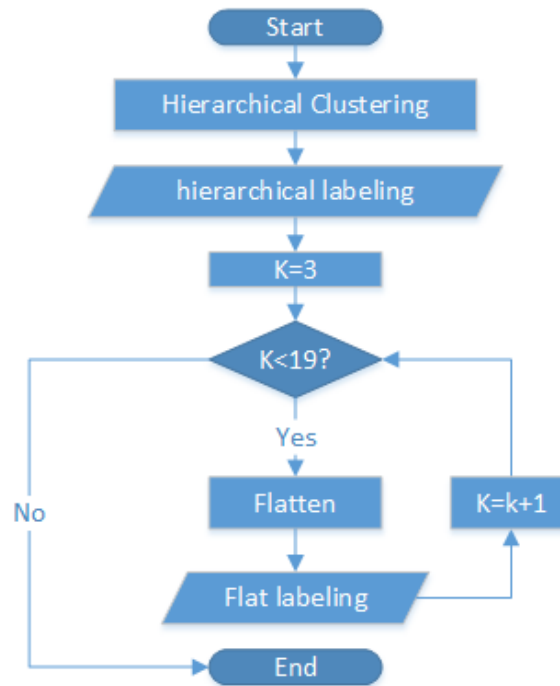 Start
Hierarchical Clustering
hierarchical labeling
K=3
K<19?
Yes
No
Flatten
K=k+1
Flat labeling
End